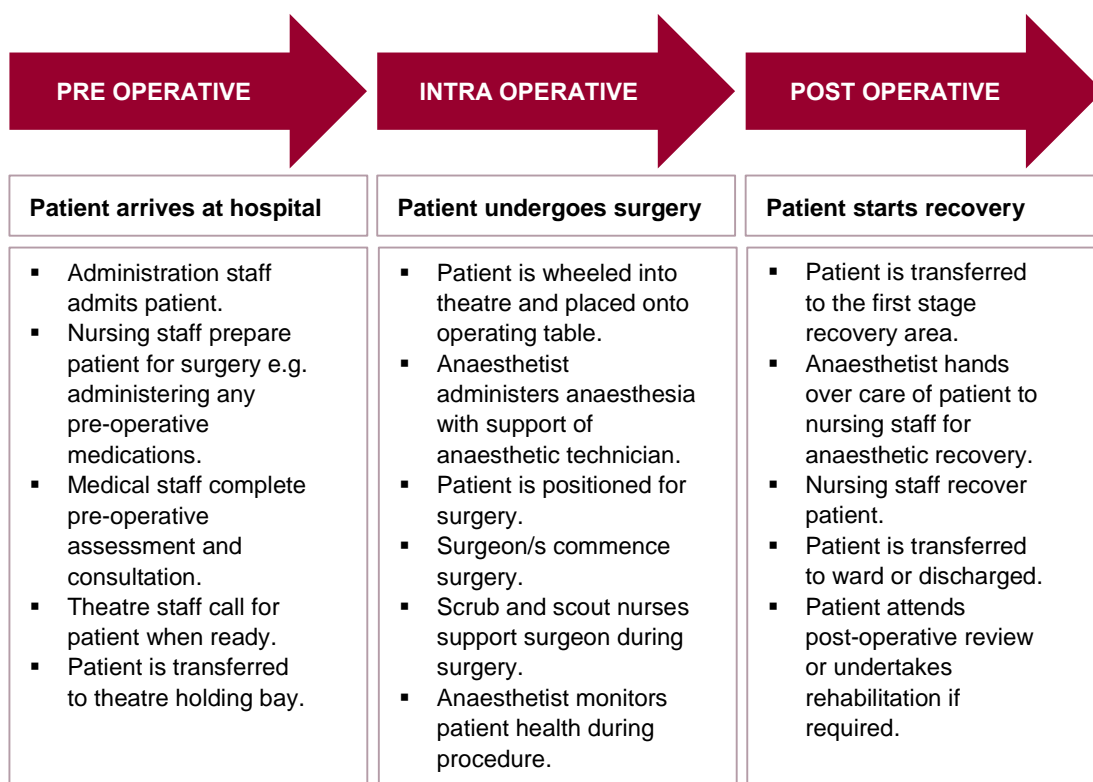 PRE OPERATIVE
INTRA OPERATIVE
POST OPERATIVE
Patient arrives at hospital
Patient undergoes surgery
Patient starts recovery
▪ Administration staff
admits patient.
▪ Nursing staff prepare
patient for surgery e.g.
administering any
pre-operative
medications.
▪ Medical staff complete
pre-operative
assessment and
consultation.
▪ Theatre staff call for
patient when ready.
▪ Patient is transferred
to theatre holding bay.
▪ Patient is wheeled into
theatre and placed onto
operating table.
▪ Anaesthetist
administers anaesthesia
with support of
anaesthetic technician.
▪ Patient is positioned for
surgery.
▪ Surgeon/s commence
surgery.
▪ Scrub and scout nurses
support surgeon during
surgery.
▪ Anaesthetist monitors
patient health during
procedure.
▪ Patient is transferred
to the first stage
recovery area.
▪ Anaesthetist hands
over care of patient to
nursing staff for
anaesthetic recovery.
▪ Nursing staff recover
patient.
▪ Patient is transferred
to ward or discharged.
▪ Patient attends
post-operative review
or undertakes
rehabilitation if
required.